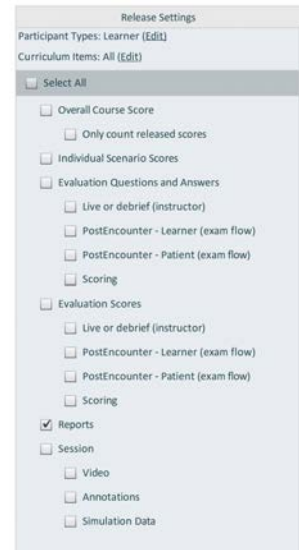 Release Settings
Participant Types: Learner (Edit)
Curriculum Items: All (Edit)
Select All
Overall Course Score
Only count released scores
Individual Scenario Scores
Evaluation Questions and Answers
Live or debrief (instructor)
PostEncounter - Learner (exam flow)
PostEncounter - Patient (exam flow)
Scoring
Evaluation Scores
Live or debrief (instructor)
PostEncounter - Learner (exam flow)
PostEncounter - Patient (exam flow)
Scoring
Reports
Session
Video
Annotations
Simulation Data